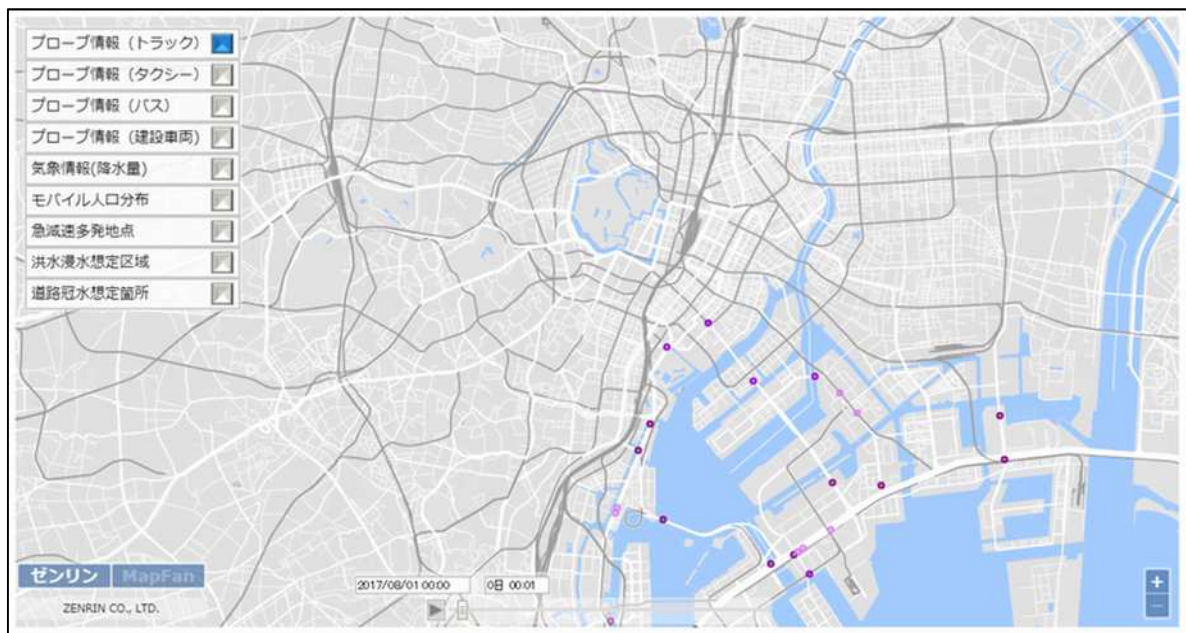 プローブ情報（トラック）
プローブ情報（タクシー）
プローブ情報（バス）
プローブ情報（建設車両）
気象情報(降水量)
モバイル人口分布
急減速多発地点
洪水浸水想定区域
道路冠水想定箇所
ゼンリン MapFan
ZENRIN CO., LTD.
2017/08/01 00:00 0日 00:01
+
−